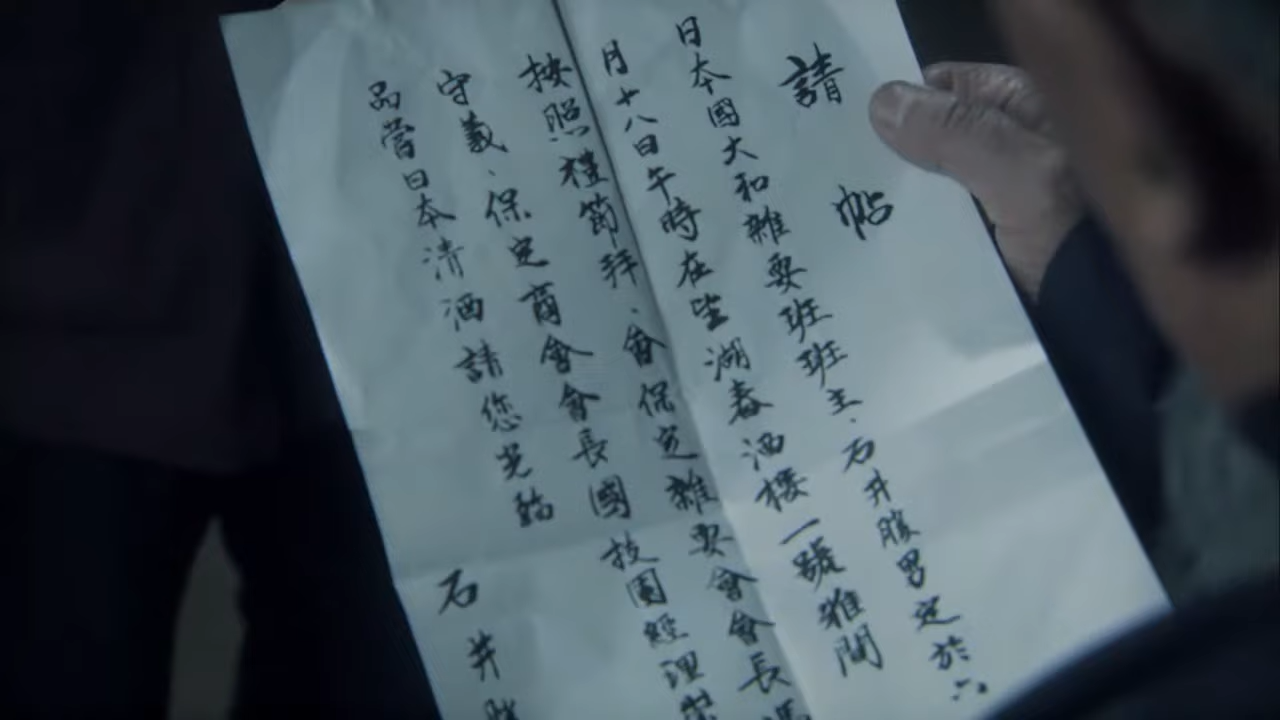 請帖
日本國大和雜耍班班主、石井勝男定於六
月十八日午時在望湖春酒樓一號雅間
按照禮節拜、會保定雜耍會會長
守義、保定商會會長國技園經理
品嘗日本清酒請您光臨
石井